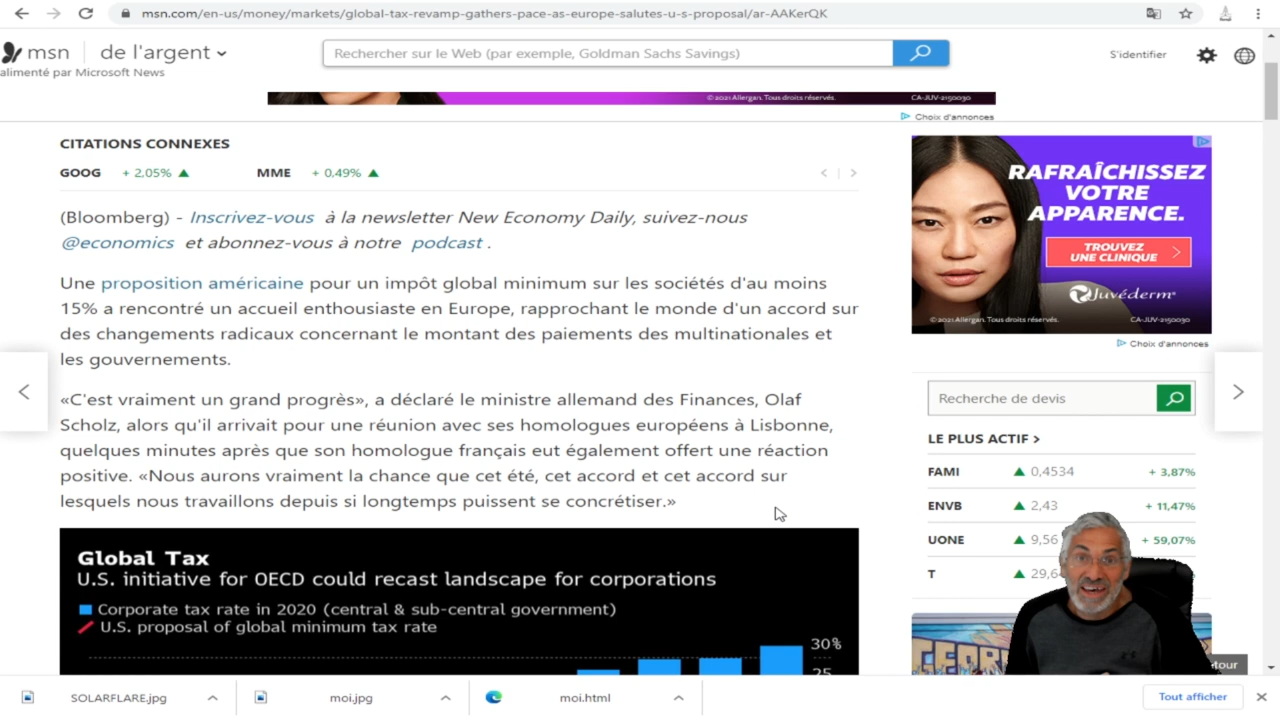 msn.com/en-us/money/markets/global-tax-revamp-gathers-pace-as-europe-salutes-u-s-proposal/ar-AAKerQK
msn de l'argent
alimenté par Microsoft News
Rechercher sur le Web (par exemple, Goldman Sachs Savings)
S'identifier
© 2021 Allergan. Tous droits réservés. CA-JUV-2150030
Choix d'annonces
CITATIONS CONNEXES
GOOG + 2.05% ▲ MME + 0.49% ▲
(Bloomberg) - Inscrivez-vous à la newsletter New Economy Daily, suivez-nous
@economics et abonnez-vous à notre podcast .
Une proposition américaine pour un impôt global minimum sur les sociétés d'au moins
15% a rencontré un accueil enthousiaste en Europe, rapprochant le monde d'un accord sur
des changements radicaux concernant le montant des paiements des multinationales et
les gouvernements.
«C'est vraiment un grand progrès», a déclaré le ministre allemand des Finances, Olaf
Scholz, alors qu'il arrivait pour une réunion avec ses homologues européens à Lisbonne,
quelques minutes après que son homologue français eut également offert une réaction
positive. «Nous aurons vraiment la chance que cet été, cet accord et cet accord sur
lesquels nous travaillons depuis si longtemps puissent se concrétiser.»
Global Tax
U.S. initiative for OECD could recast landscape for corporations
Corporate tax rate in 2020 (central & sub-central government)
U.S. proposal of global minimum tax rate
30%
25
RAFRAÎCHISSEZ
VOTRE
APPARENCE.
TROUVEZ
UNE CLINIQUE
Juvéderm
© 2021 Allergan. Tous droits réservés. CA-JUV-2150030
Choix d'annonces
Recherche de devis
LE PLUS ACTIF >
FAMI ▲ 0,4534 + 3,87%
ENVB ▲ 2,43 + 11,47%
UONE ▲ 9,56 + 59,07%
T ▲ 29,6
SOLARFLARE.jpg
moi.jpg
moi.html
Tout afficher